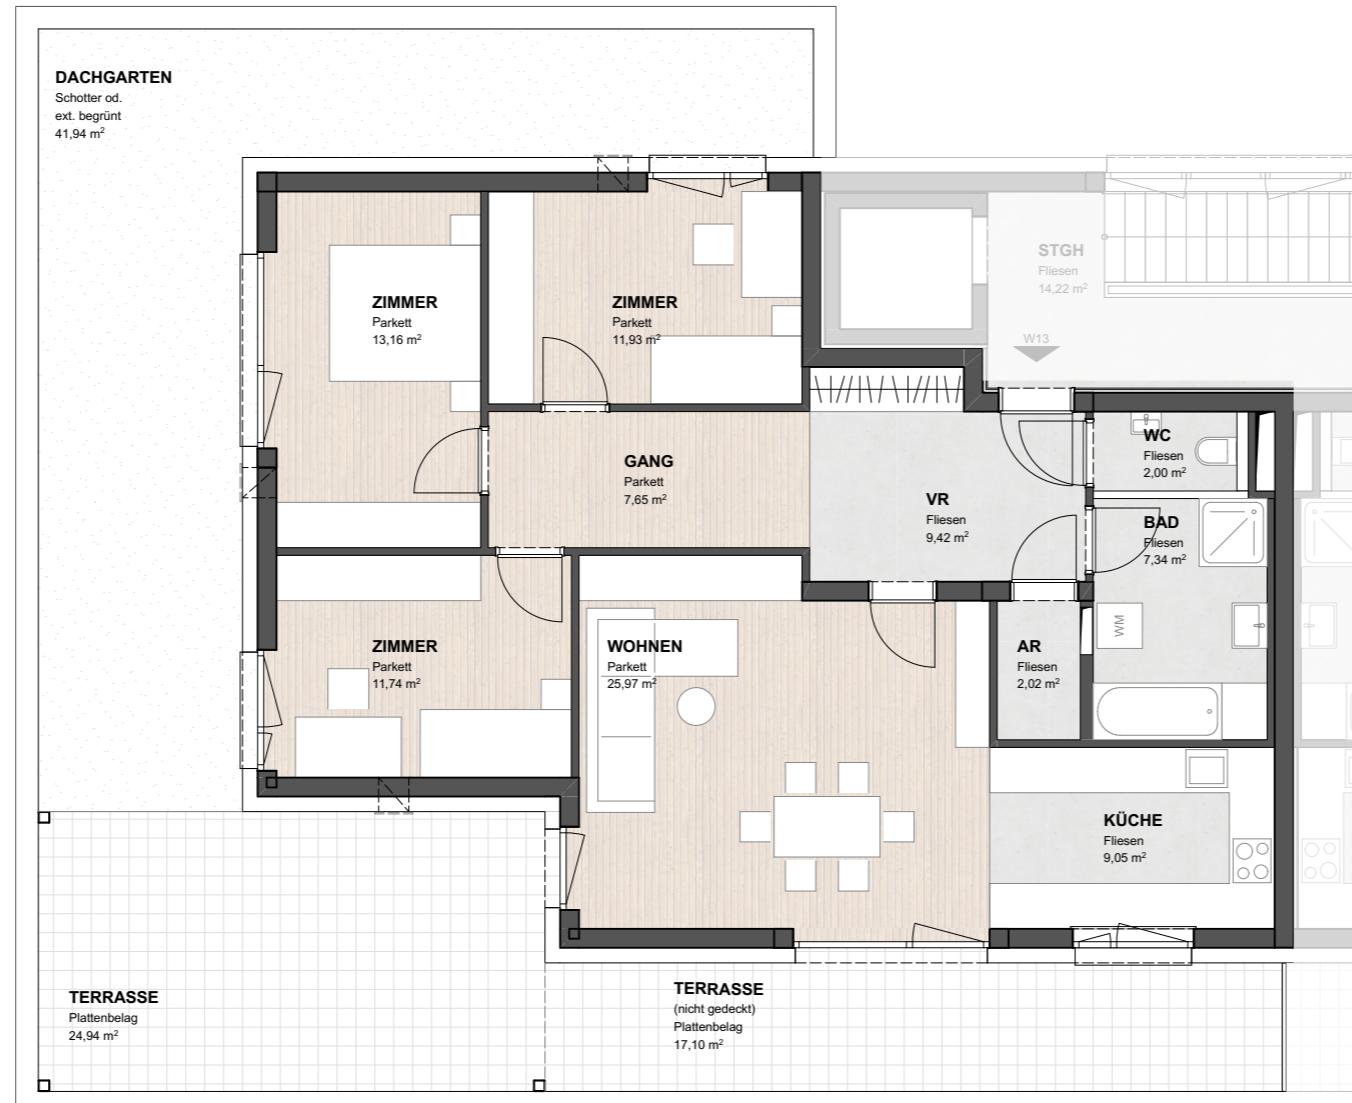 DACHGARTEN
Schotter od.
ext. begrünt
41,94 m²
ZIMMER
Parkett
13,16 m²
ZIMMER
Parkett
11,93 m²
STGH
Fliesen
14,22 m²
W13
GANG
Parkett
7,65 m²
VR
Fliesen
9,42 m²
WC
Fliesen
2,00 m²
BAD
Fliesen
7,34 m²
WM
ZIMMER
Parkett
11,74 m²
WOHNEN
Parkett
25,97 m²
AR
Fliesen
2,02 m²
KÜCHE
Fliesen
9,05 m²
TERRASSE
Plattenbelag
24,94 m²
TERRASSE
(nicht gedeckt)
Plattenbelag
17,10 m²